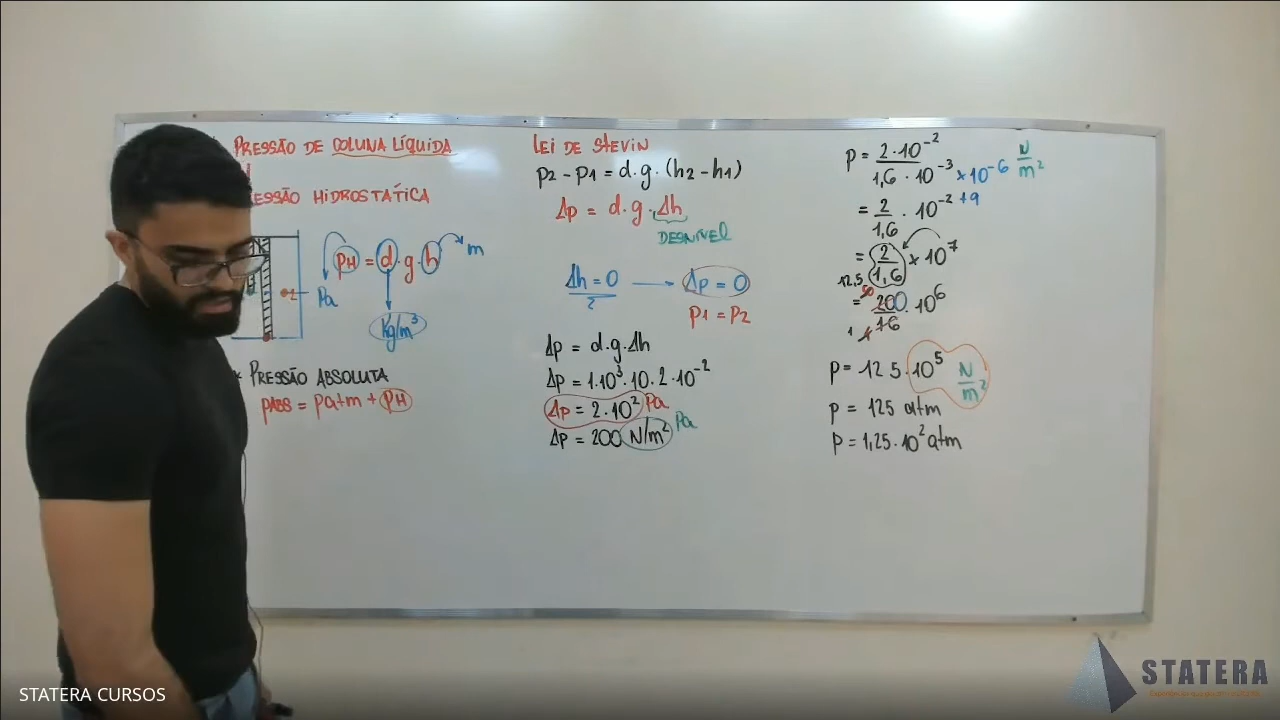 PRESSÃO DE COLUNA LÍQUIDA
ESSÃO HIDROSTÁTICA
PH = d · g · h
m
Pa
kg/m³
* PRESSÃO ABSOLUTA
PABS = Patm + PH
LEI DE STEVIN
P2 - P1 = d · g · (h2 - h1)
Δp = d · g · Δh
DESNÍVEL
Δh = 0 → Δp = 0
P1 = P2
Δp = d · g · Δh
Δp = 1 · 10³ · 10 · 2 · 10⁻²
Δp = 2 · 10² Pa
Δp = 200 N/m² Pa
P = 2 · 10⁻² / 1,6 · 10⁻³ × 10⁻⁶ N/m²
= 2/1,6 · 10⁻² ⁺⁹
= 2/1,6 × 10⁷
12.5 50
= 200/16 · 10⁶
1 4
P = 125 · 10⁵ N/m²
P = 125 atm
P = 1,25 · 10² atm
STATERA
STATERA CURSOS